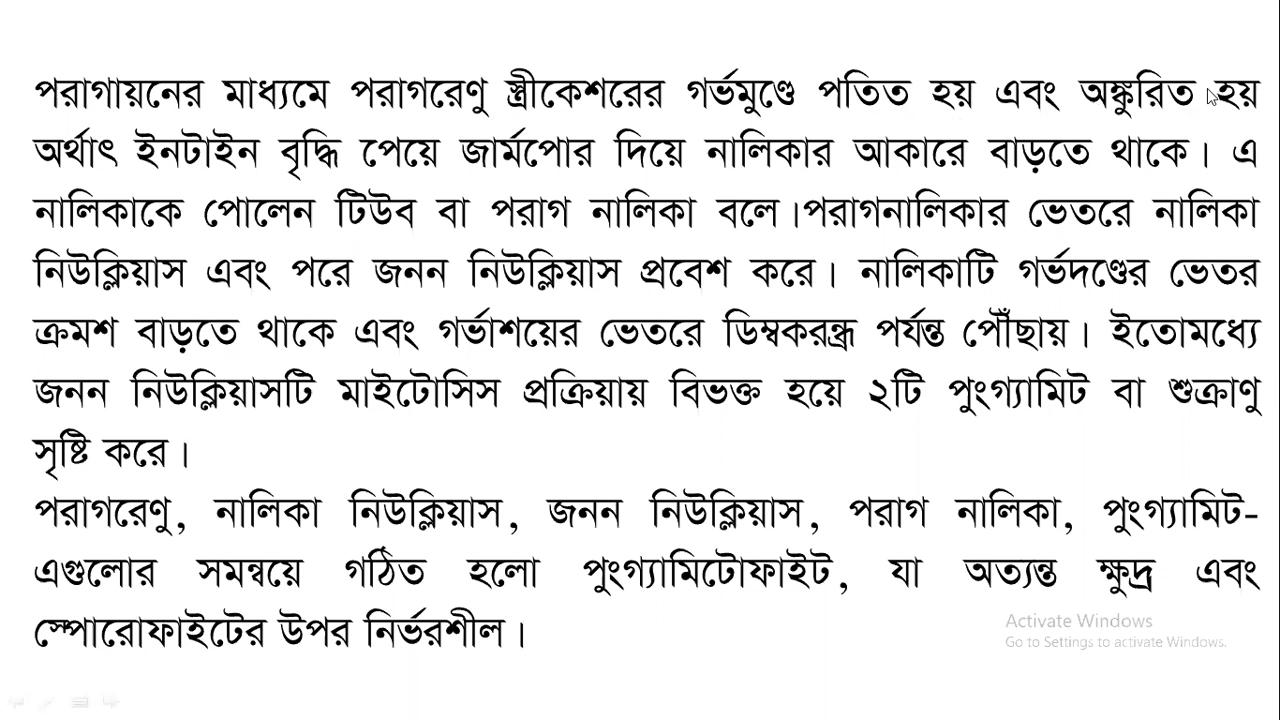 পরাগায়নের মাধ্যমে পরাগরেণু স্ত্রীকেশরের গর্ভমুণ্ডে পতিত হয় এবং অঙ্কুরিত হয়
অর্থাৎ ইনটাইন বৃদ্ধি পেয়ে জার্মপোর দিয়ে নালিকার আকারে বাড়তে থাকে। এ
নালিকাকে পোলেন টিউব বা পরাগ নালিকা বলে।পরাগনালিকার ভেতরে নালিকা
নিউক্লিয়াস এবং পরে জনন নিউক্লিয়াস প্রবেশ করে। নালিকাটি গর্ভদণ্ডের ভেতর
ক্রমশ বাড়তে থাকে এবং গর্ভাশয়ের ভেতরে ডিম্বকরন্ধ্র পর্যন্ত পৌঁছায়। ইতোমধ্যে
জনন নিউক্লিয়াসটি মাইটোসিস প্রক্রিয়ায় বিভক্ত হয়ে ২টি পুংগ্যামিট বা শুক্রাণু
সৃষ্টি করে।
পরাগরেণু, নালিকা নিউক্লিয়াস, জনন নিউক্লিয়াস, পরাগ নালিকা, পুংগ্যামিট-
এগুলোর সমন্বয়ে গঠিত হলো পুংগ্যামিটোফাইট, যা অত্যন্ত ক্ষুদ্র এবং
স্পোরোফাইটের উপর নির্ভরশীল।
Activate Windows
Go to Settings to activate Windows.